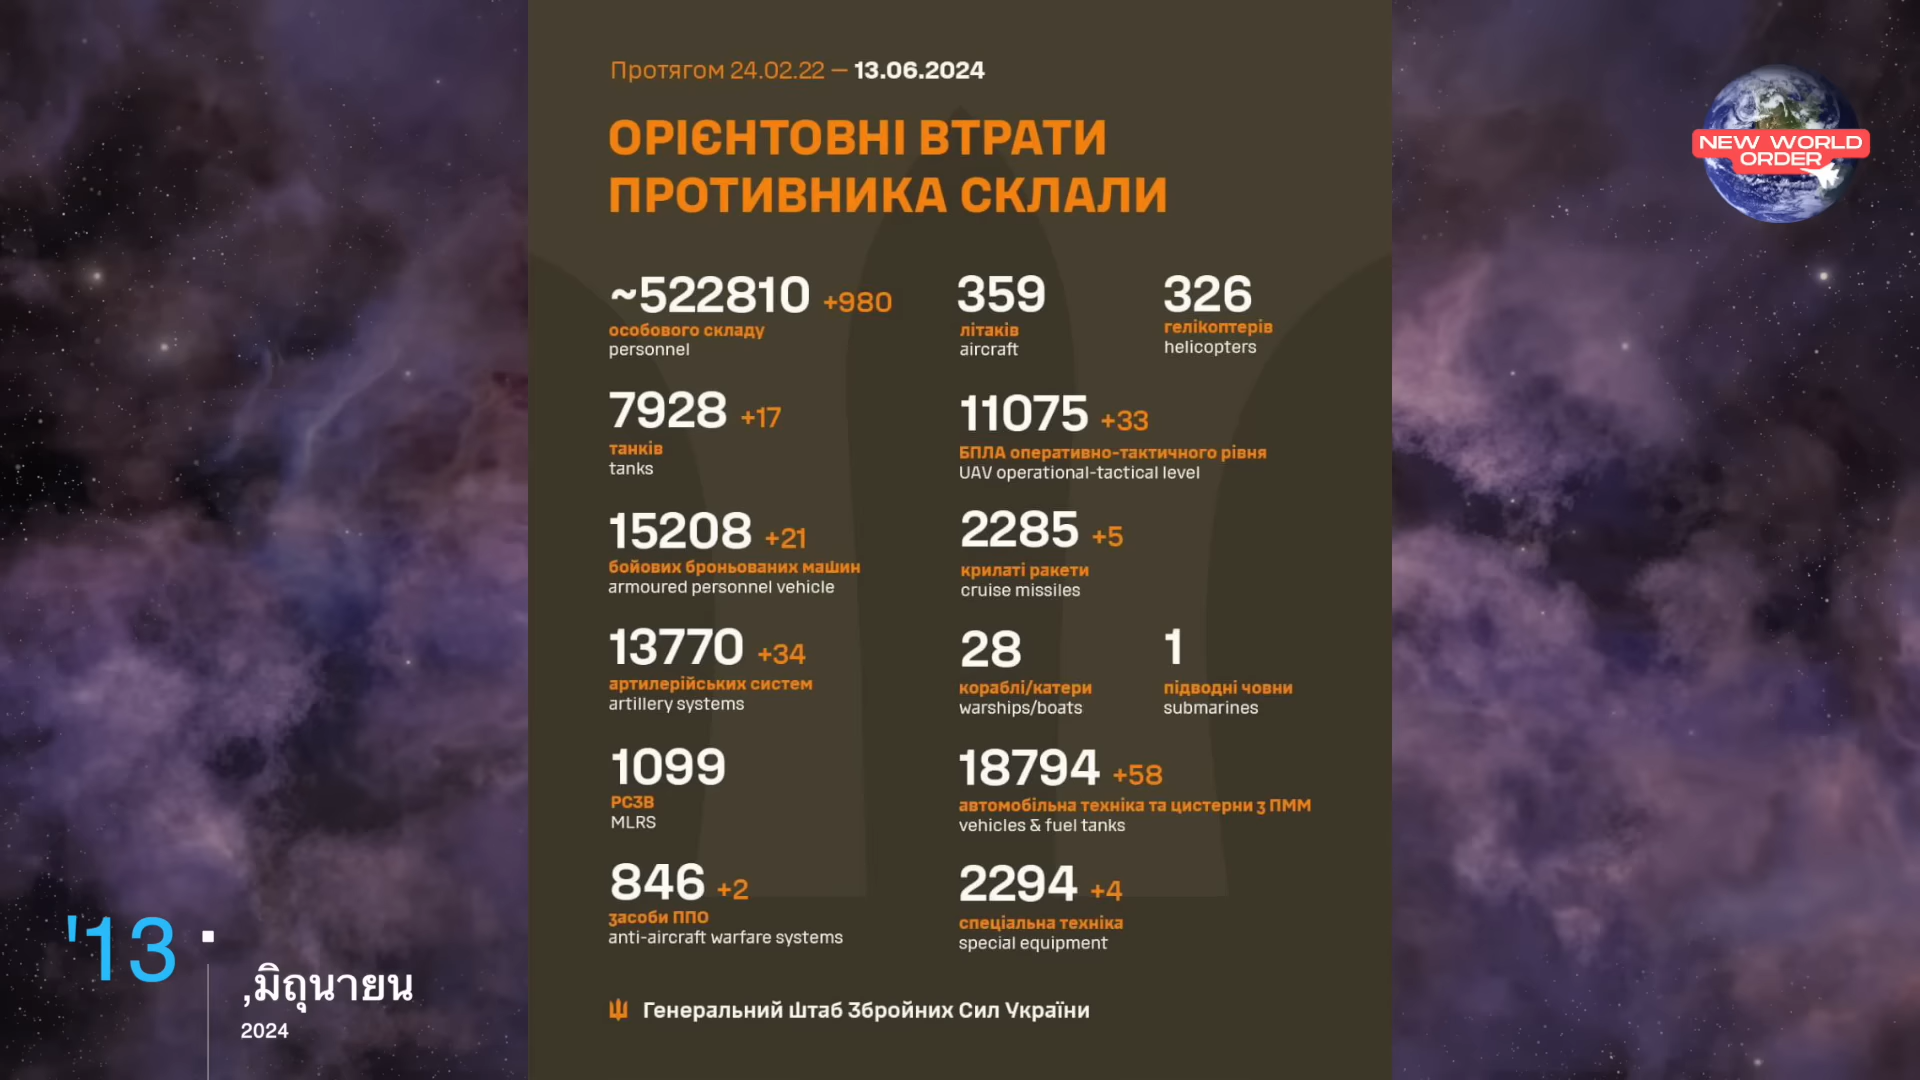 Протягом 24.02.22 — 13.06.2024
ОРІЄНТОВНІ ВТРАТИ
ПРОТИВНИКА СКЛАЛИ
~522810 +980
особового складу
personnel
359
літаків
aircraft
326
гелікоптерів
helicopters
7928 +17
танків
tanks
11075 +33
БПЛА оперативно-тактичного рівня
UAV operational-tactical level
15208 +21
бойових броньованих машин
armoured personnel vehicle
2285 +5
крилаті ракети
cruise missiles
13770 +34
артилерійських систем
artillery systems
28
кораблі/катери
warships/boats
1
підводні човни
submarines
1099
РСЗВ
MLRS
18794 +58
автомобільна техніка та цистерни з ПММ
vehicles & fuel tanks
846 +2
засоби ППО
anti-aircraft warfare systems
2294 +4
спеціальна техніка
special equipment
Генеральний штаб Збройних Сил України
NEW WORLD
ORDER
'13
,มิถุนายน
2024